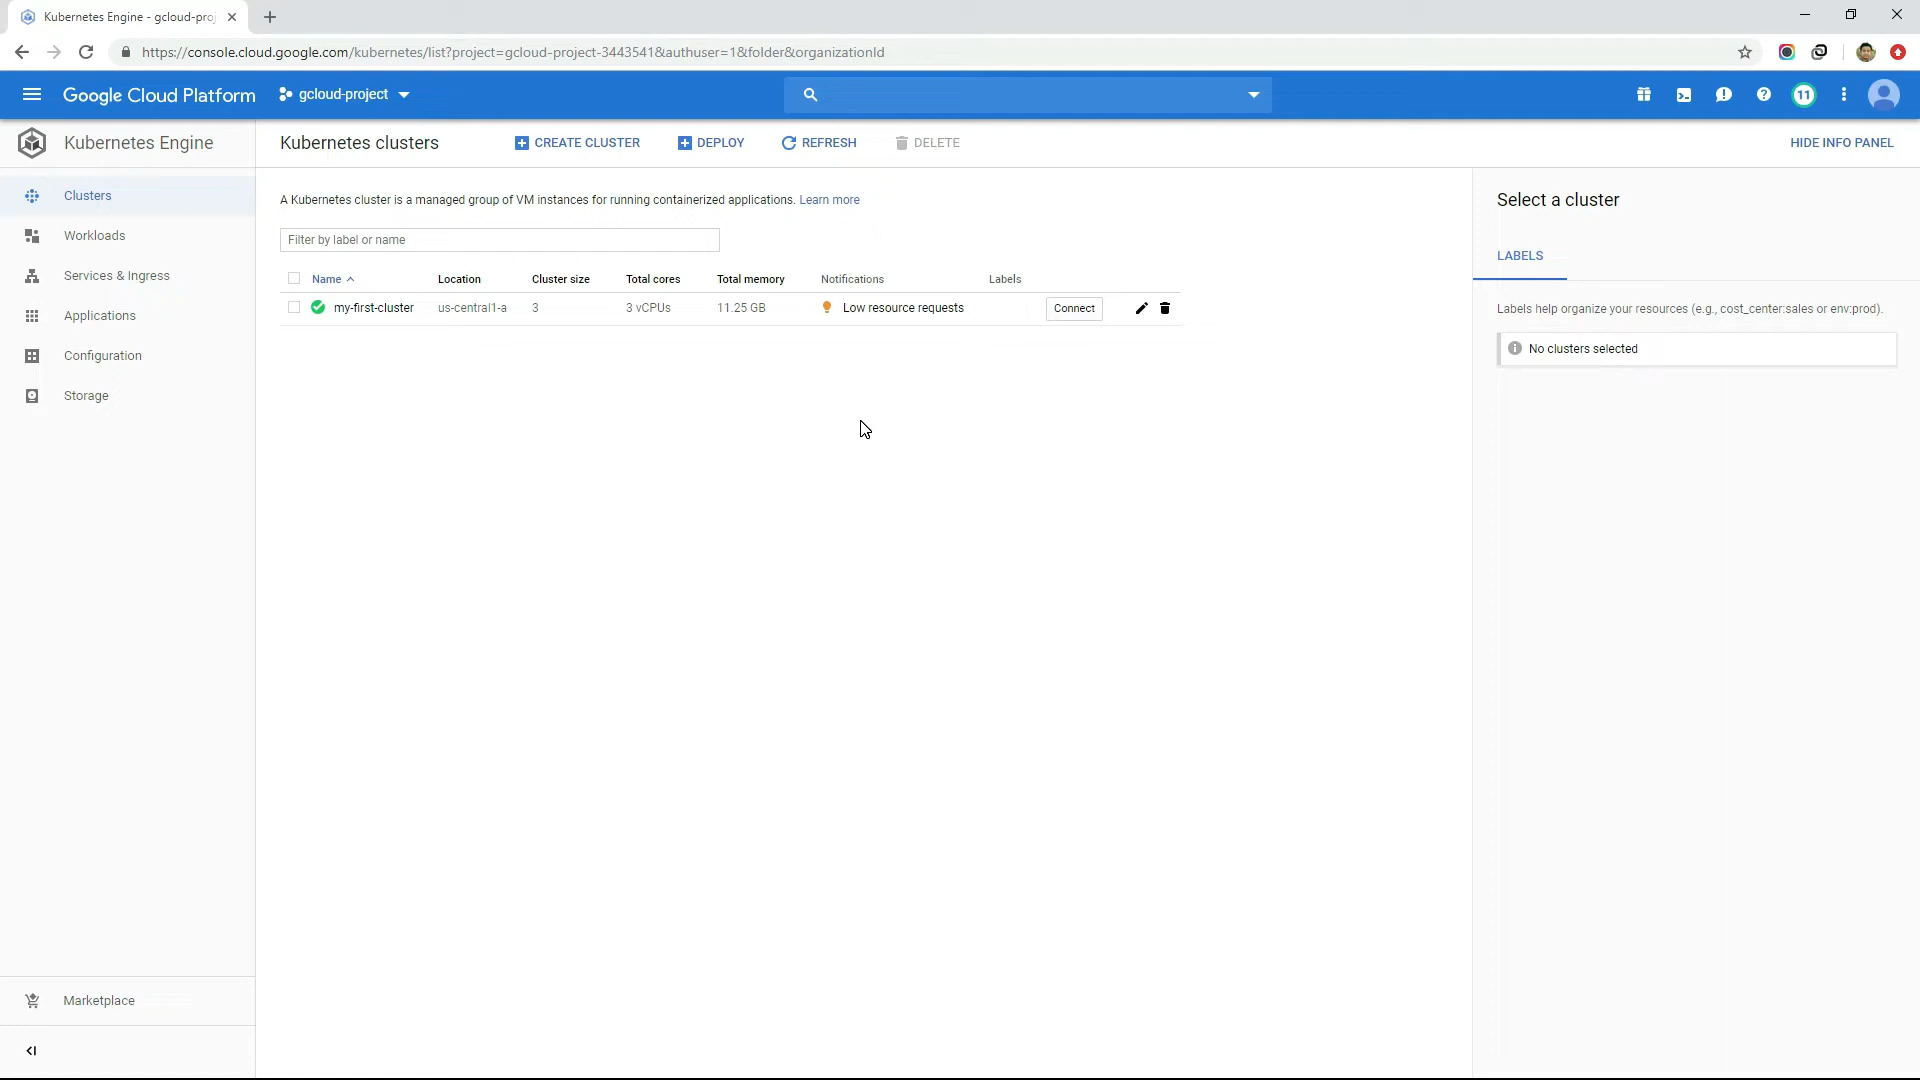 Kubernetes Engine - gcloud-proj
https://console.cloud.google.com/kubernetes/list?project=gcloud-project-3443541&authuser=1&folder&organizationId
Google Cloud Platform
gcloud-project
11
Kubernetes Engine
Kubernetes clusters
CREATE CLUSTER
DEPLOY
REFRESH
DELETE
HIDE INFO PANEL
Clusters
Workloads
Services & Ingress
Applications
Configuration
Storage
Marketplace
A Kubernetes cluster is a managed group of VM instances for running containerized applications. Learn more
Filter by label or name
Name Location Cluster size Total cores Total memory Notifications Labels
my-first-cluster us-central1-a 3 3 vCPUs 11.25 GB Low resource requests Connect
Select a cluster
LABELS
Labels help organize your resources (e.g., cost_center:sales or env:prod).
No clusters selected